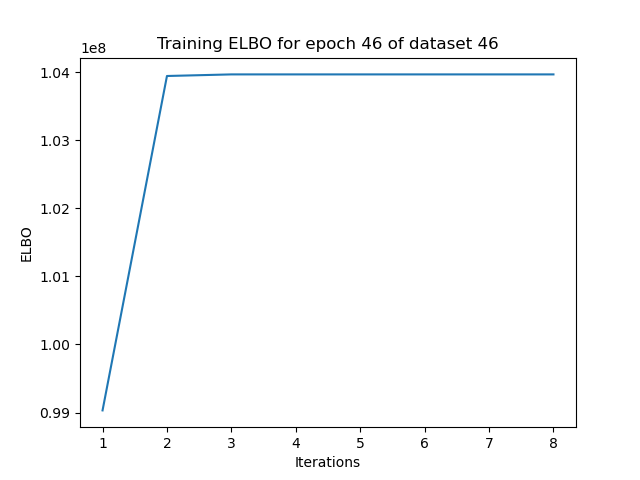 Training ELBO for epoch 46 of dataset 46
1e8
1.04
1.03
1.02
1.01
1.00
0.99
ELBO
1 2 3 4 5 6 7 8
Iterations